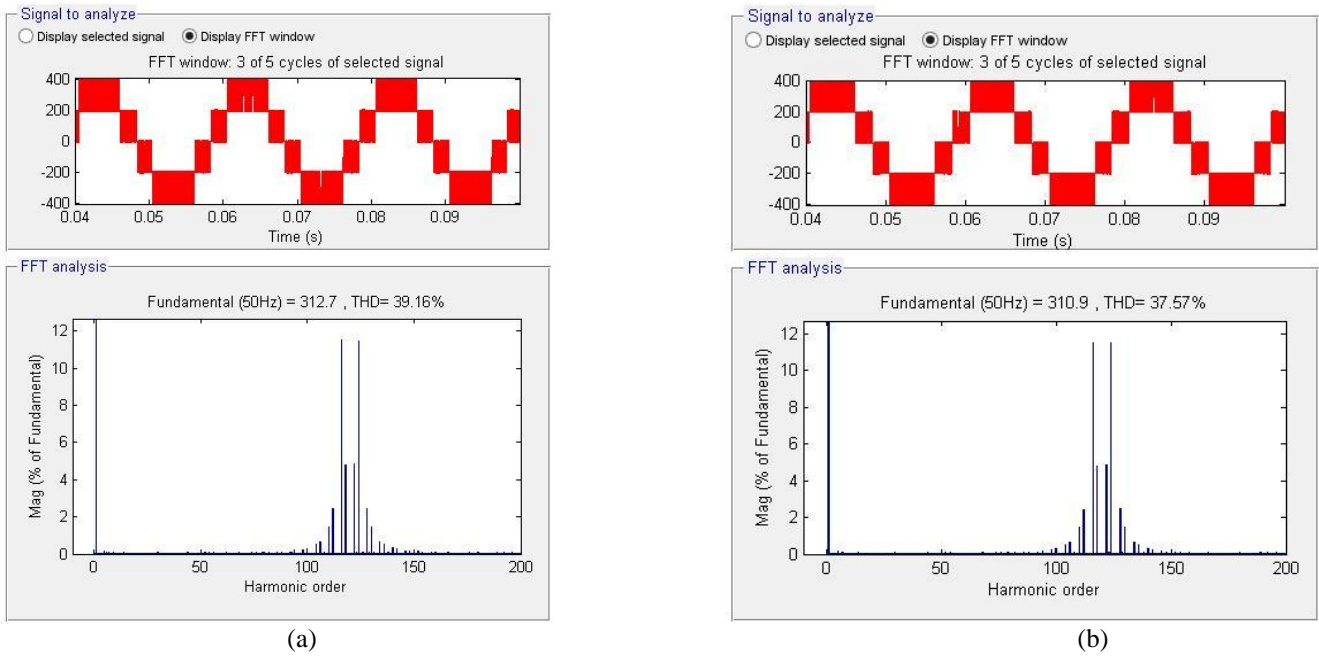 Signal to analyze
Display selected signal Display FFT window
FFT window: 3 of 5 cycles of selected signal
400
200
0
-200
-400
0.04 0.05 0.06 0.07 0.08 0.09
Time (s)
FFT analysis
Fundamental (50Hz) = 312.7 , THD= 39.16%
Mag (% of Fundamental)
12
10
8
6
4
2
0
0 50 100 150 200
Harmonic order
(a)
Signal to analyze
Display selected signal Display FFT window
FFT window: 3 of 5 cycles of selected signal
400
200
0
-200
-400
0.04 0.05 0.06 0.07 0.08 0.09
Time (s)
FFT analysis
Fundamental (50Hz) = 310.9 , THD= 37.57%
Mag (% of Fundamental)
12
10
8
6
4
2
0
0 50 100 150 200
Harmonic order
(b)